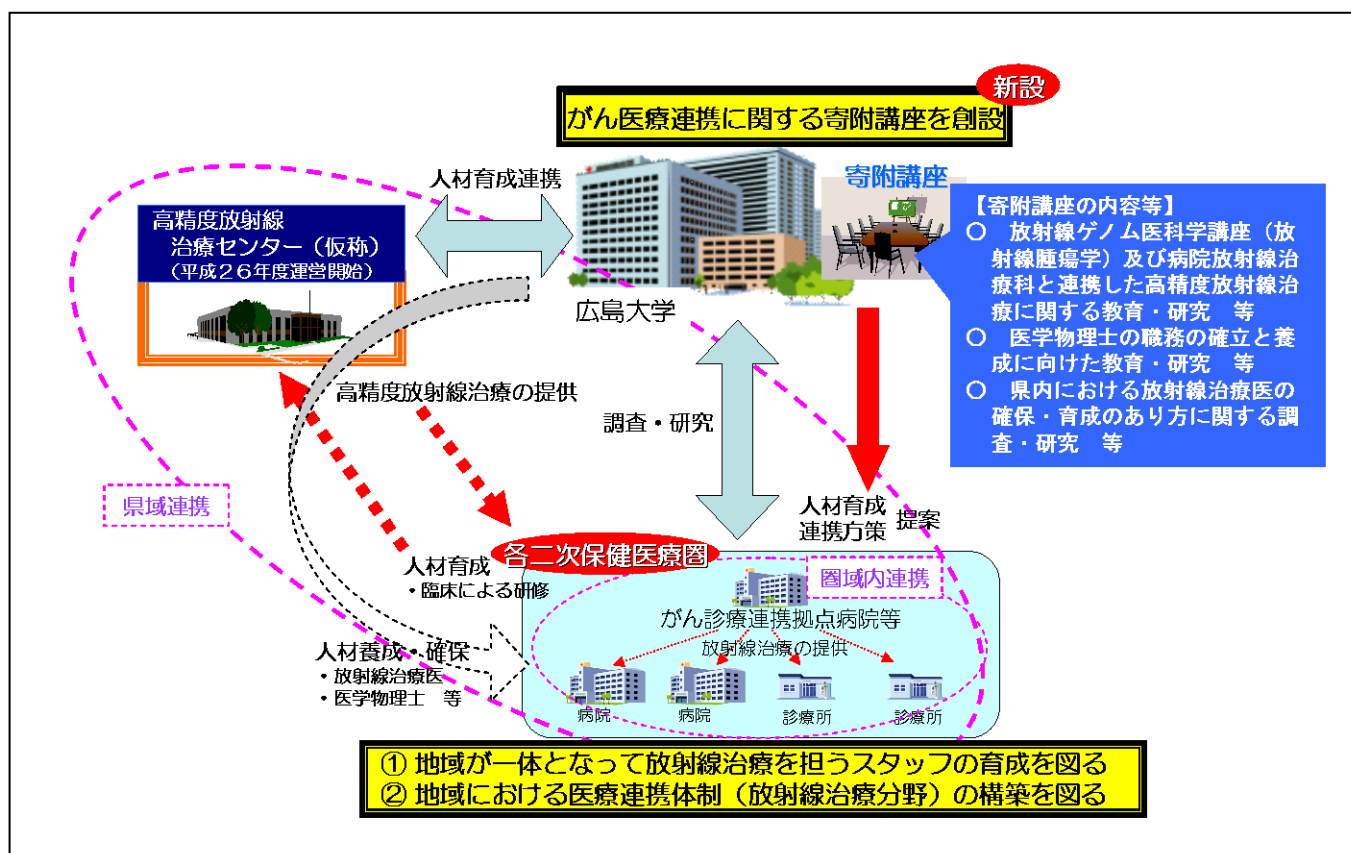 新設
がん医療連携に関する寄附講座を創設
人材育成連携
寄附講座
高精度放射線
治療センター（仮称）
（平成２６年度運営開始）
広島大学
【寄附講座の内容等】
○　放射線ゲノム医科学講座（放
射線腫瘍学）及び病院放射線治
療科と連携した高精度放射線治
療に関する教育・研究　等
○　医学物理士の職務の確立と養
成に向けた教育・研究　等
○　県内における放射線治療医の
確保・育成のあり方に関する調
査・研究　等
高精度放射線治療の提供
調査・研究
県域連携
人材育成
連携方策
提案
各二次保健医療圏
人材育成
・臨床による研修
圏域内連携
がん診療連携拠点病院等
放射線治療の提供
人材養成・確保
・放射線治療医
・医学物理士　等
病院
病院
診療所
診療所
① 地域が一体となって放射線治療を担うスタッフの育成を図る
② 地域における医療連携体制（放射線治療分野）の構築を図る